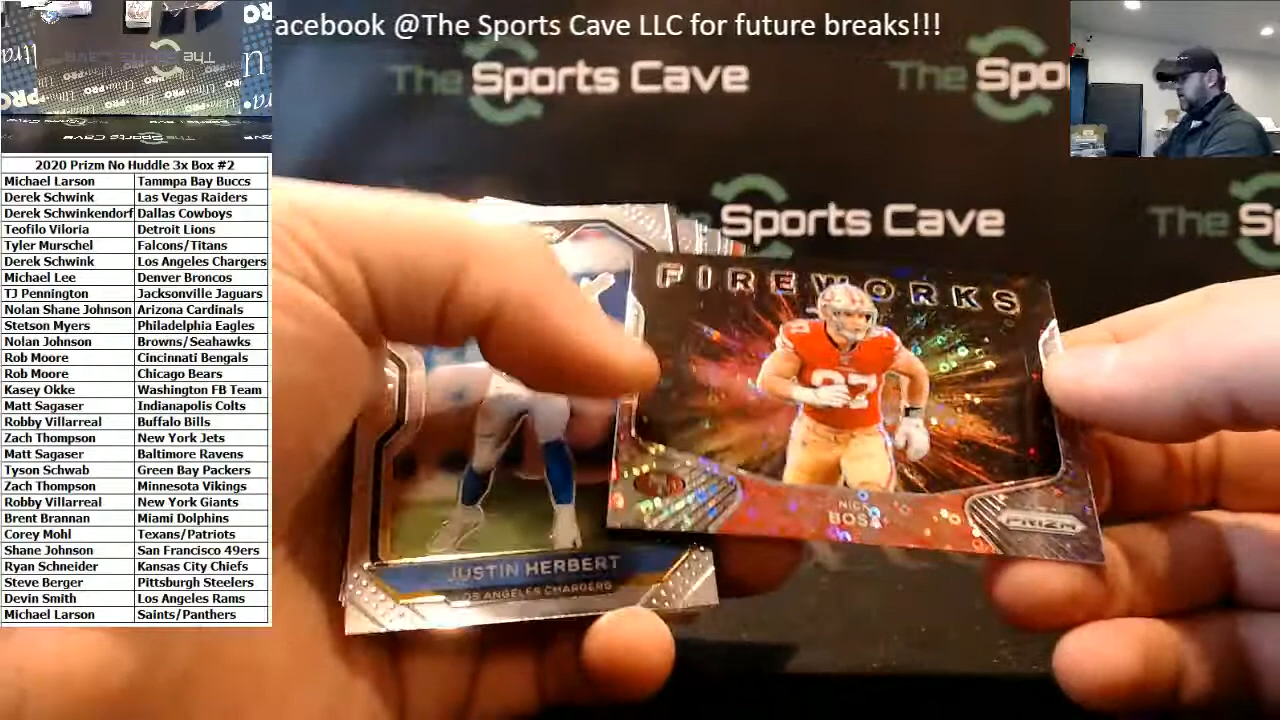 acebook @The Sports Cave LLC for future breaks!!!
The Sports Cave
The Spo
Sports Cave
The S
The Sports Cave
2020 Prizm No Huddle 3x Box #2
Michael Larson Tammpa Bay Buccs
Derek Schwink Las Vegas Raiders
Derek Schwinkendorf Dallas Cowboys
Teofilo Viloria Detroit Lions
Tyler Murschel Falcons/Titans
Derek Schwink Los Angeles Chargers
Michael Lee Denver Broncos
TJ Pennington Jacksonville Jaguars
Nolan Shane Johnson Arizona Cardinals
Stetson Myers Philadelphia Eagles
Nolan Johnson Browns/Seahawks
Rob Moore Cincinnati Bengals
Rob Moore Chicago Bears
Kasey Okke Washington FB Team
Matt Sagaser Indianapolis Colts
Robby Villarreal Buffalo Bills
Zach Thompson New York Jets
Matt Sagaser Baltimore Ravens
Tyson Schwab Green Bay Packers
Zach Thompson Minnesota Vikings
Robby Villarreal New York Giants
Brent Brannan Miami Dolphins
Corey Mohl Texans/Patriots
Shane Johnson San Francisco 49ers
Ryan Schneider Kansas City Chiefs
Steve Berger Pittsburgh Steelers
Devin Smith Los Angeles Rams
Michael Larson Saints/Panthers
FIREWORKS
97
NICK
BOSA
PRIZM
JUSTIN HERBERT
LOS ANGELES CHARGERS